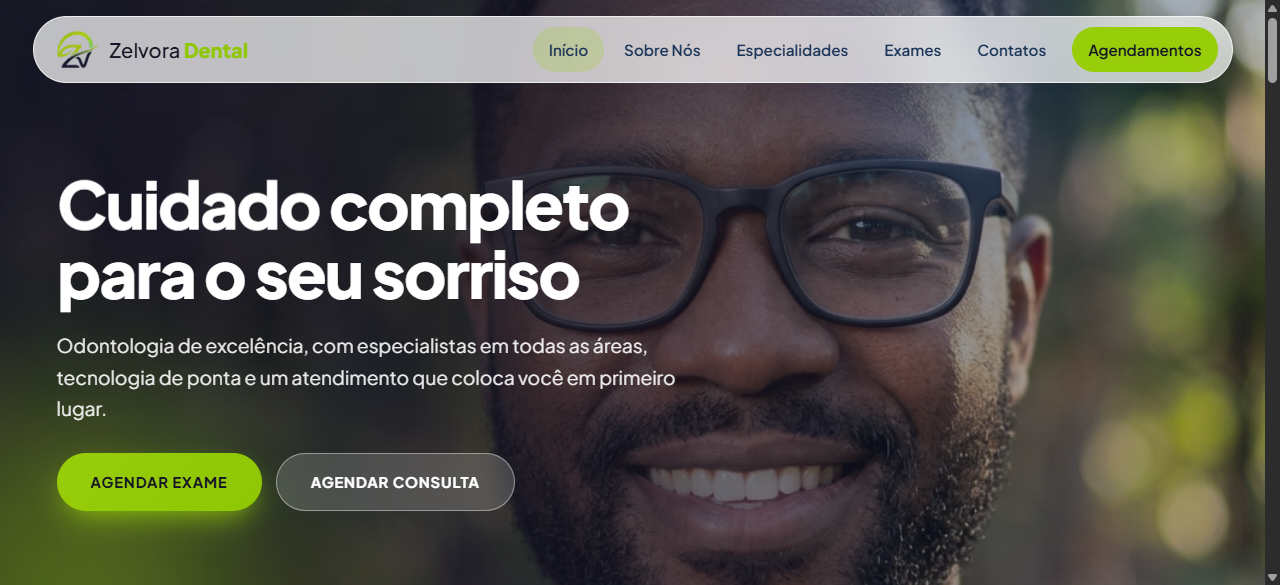 Zelvora Dental
Início
Sobre Nós
Especialidades
Exames
Contatos
Agendamentos
Cuidado completo
para o seu sorriso
Odontologia de excelência, com especialistas em todas as áreas,
tecnologia de ponta e um atendimento que coloca você em primeiro
lugar.
AGENDAR EXAME
AGENDAR CONSULTA